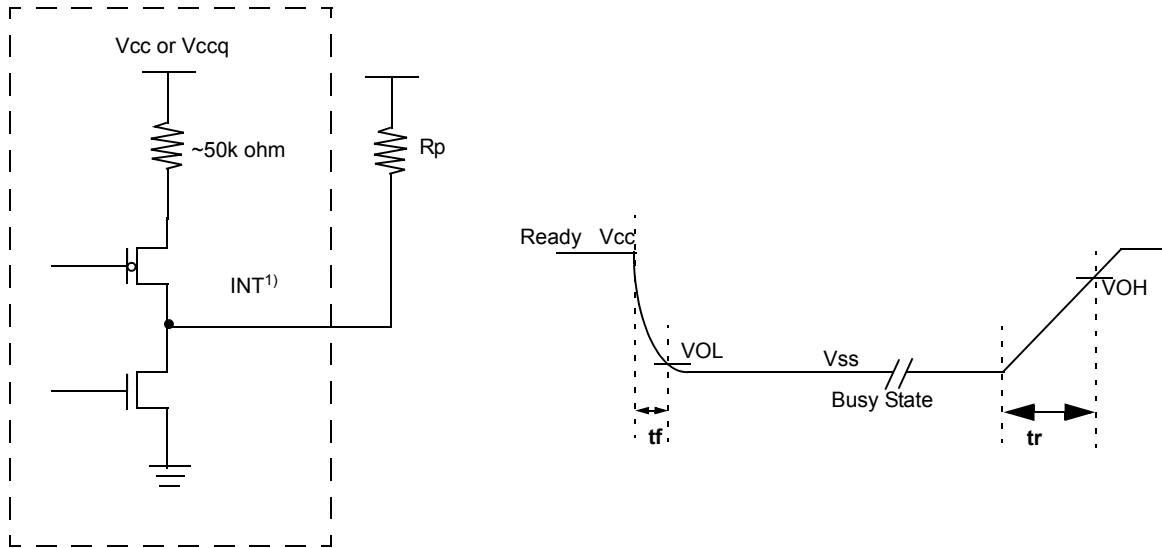 Vcc or Vccq
~50k ohm
Rp
INT1)
Ready Vcc
VOL
Vss
Busy State
VOH
tf
tr